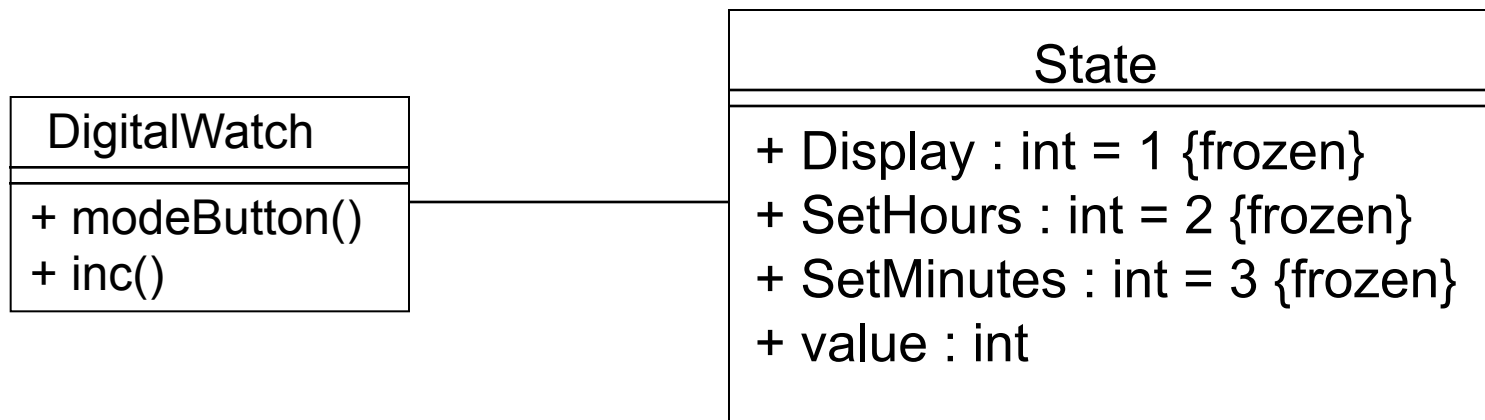 DigitalWatch
+ modeButton()
+ inc()
State
+ Display : int = 1 {frozen}
+ SetHours : int = 2 {frozen}
+ SetMinutes : int = 3 {frozen}
+ value : int